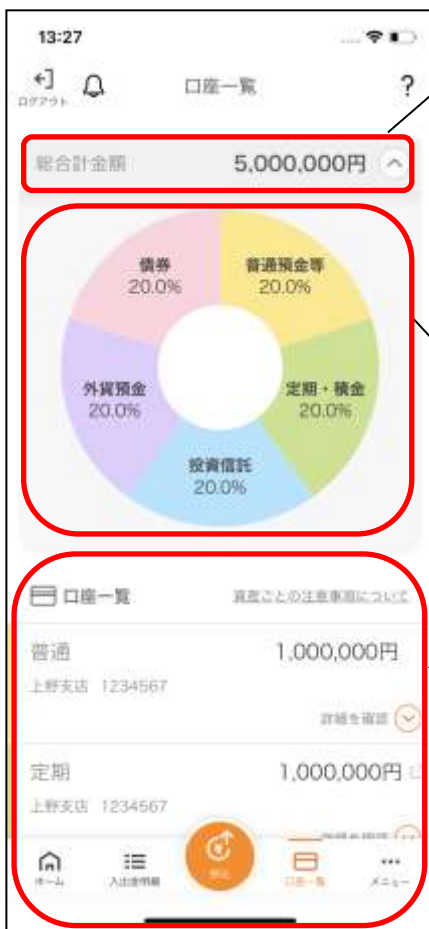 13:27
ログアウト
口座一覧
?
総合計金額 5,000,000円
債券
20.0%
普通預金等
20.0%
外貨預金
20.0%
定期・積金
20.0%
投資信託
20.0%
口座一覧 資産ごとの注意事項について
普通 1,000,000円
上野支店 1234567
詳細を確認
定期 1,000,000円
上野支店 1234567
詳細を確認
ホーム 入出金明細 口座一覧 メニュー